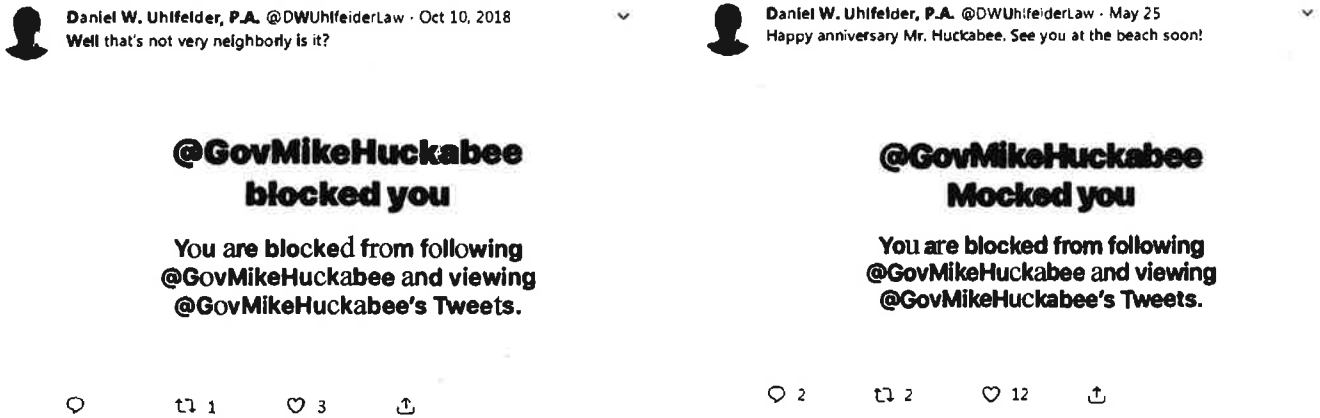 Daniel W. Uhlfelder, P.A. @DWUhlfeiderLaw · Oct 10, 2018
Well that's not very neighborly is it?
@GovMikeHuckabee
blocked you
You are blocked from following
@GovMikeHuckabee and viewing
@GovMikeHuckabee's Tweets.
1 3
Daniel W. Uhlfelder, P.A. @DWUh!feiderLaw · May 25
Happy anniversary Mr. Huckabee. See you at the beach soon!
@GovMikeHuckabee
Mocked you
You are blocked from following
@GovMikeHuckabee and viewing
@GovMikeHuckabee's Tweets.
2 2 12